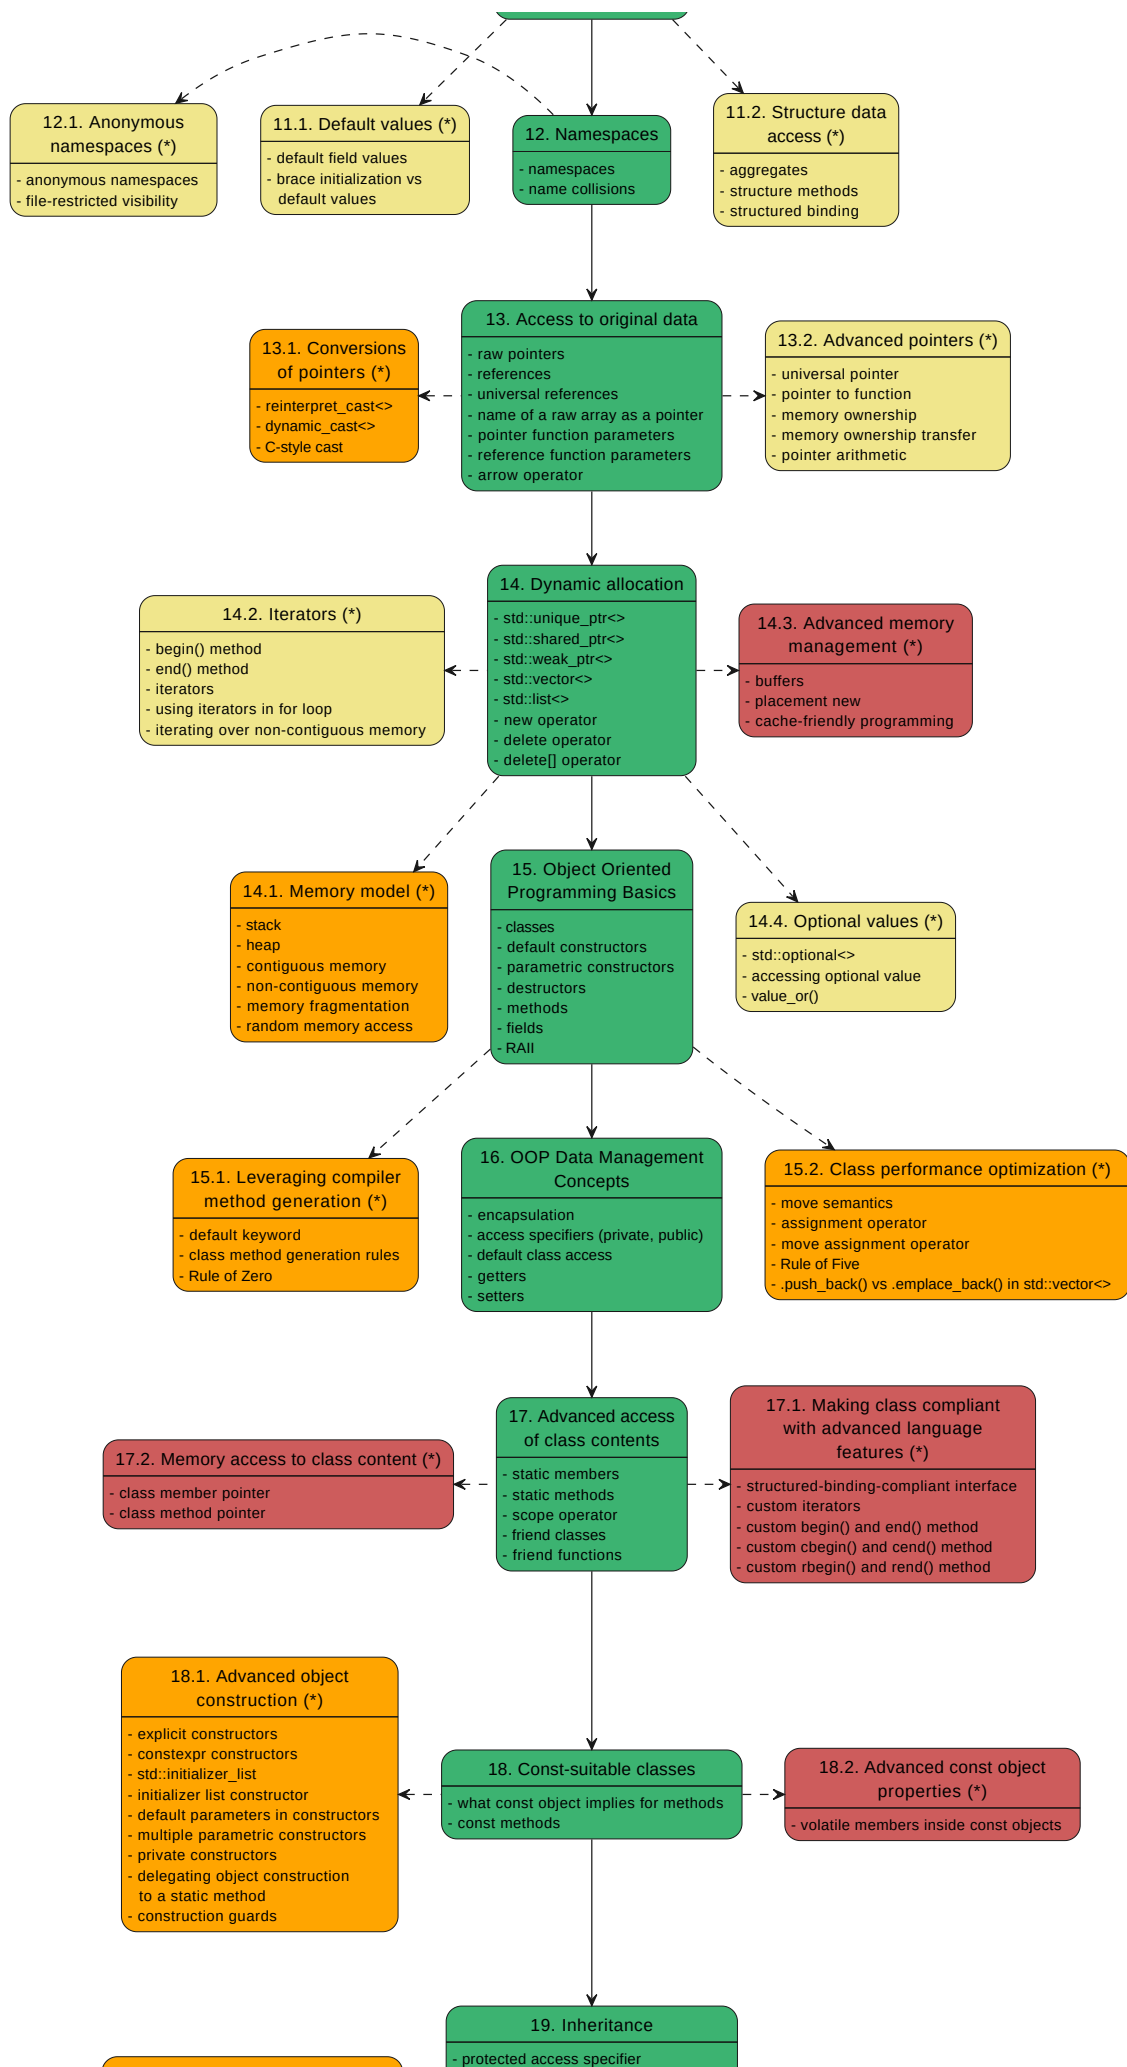 12.1. Anonymous
namespaces (*)
- anonymous namespaces
- file-restricted visibility
11.1. Default values (*)
- default field values
- brace initialization vs
default values
12. Namespaces
- namespaces
- name collisions
11.2. Structure data
access (*)
- aggregates
- structure methods
- structured binding
13.1. Conversions
of pointers (*)
- reinterpret_cast<>
- dynamic_cast<>
- C-style cast
13. Access to original data
- raw pointers
- references
- universal references
- name of a raw array as a pointer
- pointer function parameters
- reference function parameters
- arrow operator
13.2. Advanced pointers (*)
- universal pointer
- pointer to function
- memory ownership
- memory ownership transfer
- pointer arithmetic
14.2. Iterators (*)
- begin() method
- end() method
- iterators
- using iterators in for loop
- iterating over non-contiguous memory
14. Dynamic allocation
- std::unique_ptr<>
- std::shared_ptr<>
- std::weak_ptr<>
- std::vector<>
- std::list<>
- new operator
- delete operator
- delete[] operator
14.3. Advanced memory
management (*)
- buffers
- placement new
- cache-friendly programming
14.1. Memory model (*)
- stack
- heap
- contiguous memory
- non-contiguous memory
- memory fragmentation
- random memory access
15. Object Oriented
Programming Basics
- classes
- default constructors
- parametric constructors
- destructors
- methods
- fields
- RAII
14.4. Optional values (*)
- std::optional<>
- accessing optional value
- value_or()
15.1. Leveraging compiler
method generation (*)
- default keyword
- class method generation rules
- Rule of Zero
16. OOP Data Management
Concepts
- encapsulation
- access specifiers (private, public)
- default class access
- getters
- setters
15.2. Class performance optimization (*)
- move semantics
- assignment operator
- move assignment operator
- Rule of Five
- .push_back() vs .emplace_back() in std::vector<>
17.2. Memory access to class content (*)
- class member pointer
- class method pointer
17. Advanced access
of class contents
- static members
- static methods
- scope operator
- friend classes
- friend functions
17.1. Making class compliant
with advanced language
features (*)
- structured-binding-compliant interface
- custom iterators
- custom begin() and end() method
- custom cbegin() and cend() method
- custom rbegin() and rend() method
18.1. Advanced object
construction (*)
- explicit constructors
- constexpr constructors
- std::initializer_list
- initializer list constructor
- default parameters in constructors
- multiple parametric constructors
- private constructors
- delegating object construction
to a static method
- construction guards
18. Const-suitable classes
- what const object implies for methods
- const methods
18.2. Advanced const object
properties (*)
- volatile members inside const objects
19. Inheritance
- protected access specifier